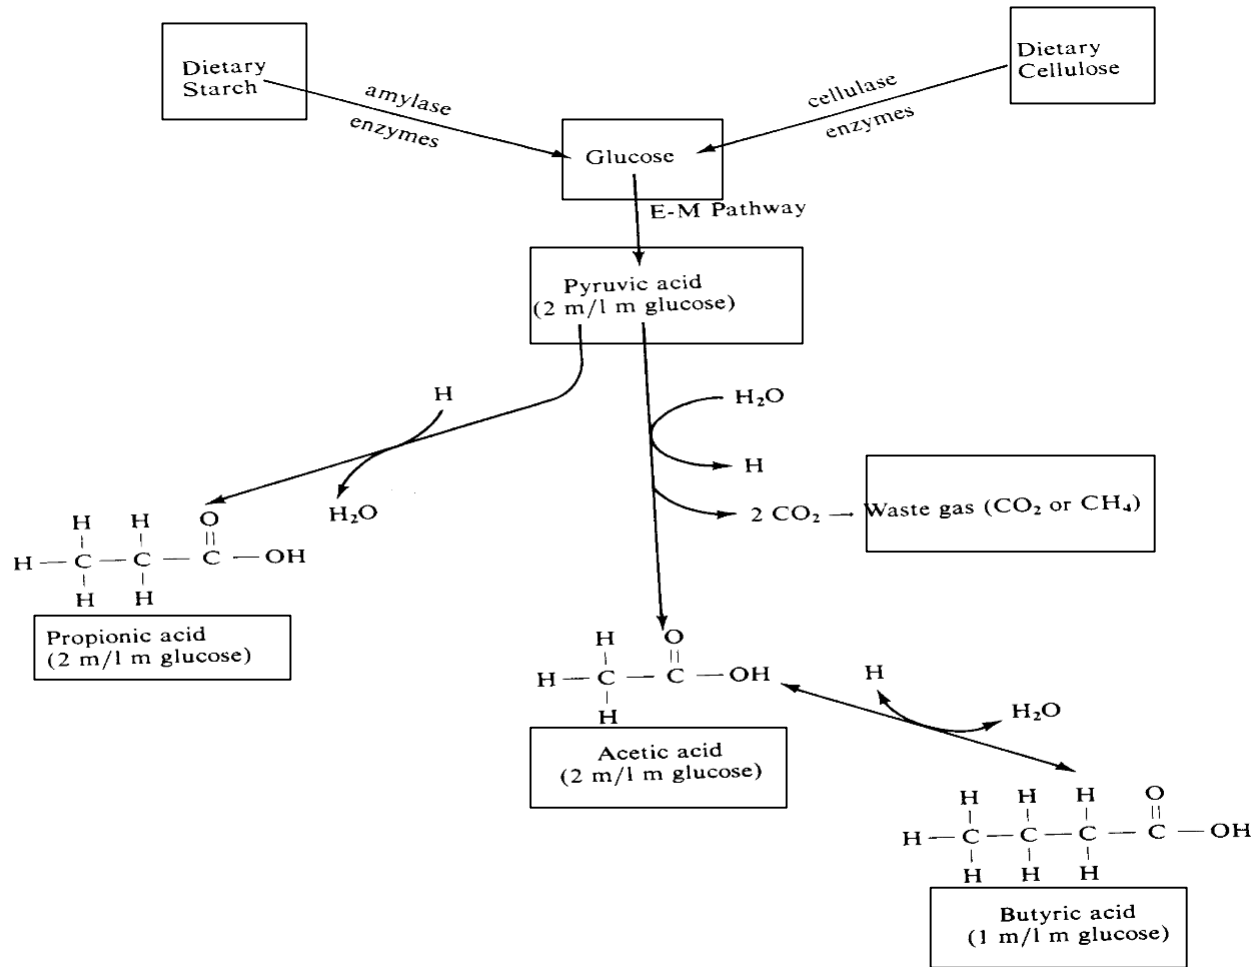 Dietary
Starch
Dietary
Cellulose
amylase
enzymes
cellulase
enzymes
Glucose
E-M Pathway
Pyruvic acid
(2 m/l m glucose)
H
H₂O
H₂O
H
2 CO₂ → Waste gas (CO₂ or CH₄)
H H O
H — C — C — C — OH
H H
Propionic acid
(2 m/l m glucose)
H O
H — C — C — OH
H
Acetic acid
(2 m/l m glucose)
H
H₂O
H H H O
H — C — C — C — C — OH
H H H
Butyric acid
(1 m/l m glucose)